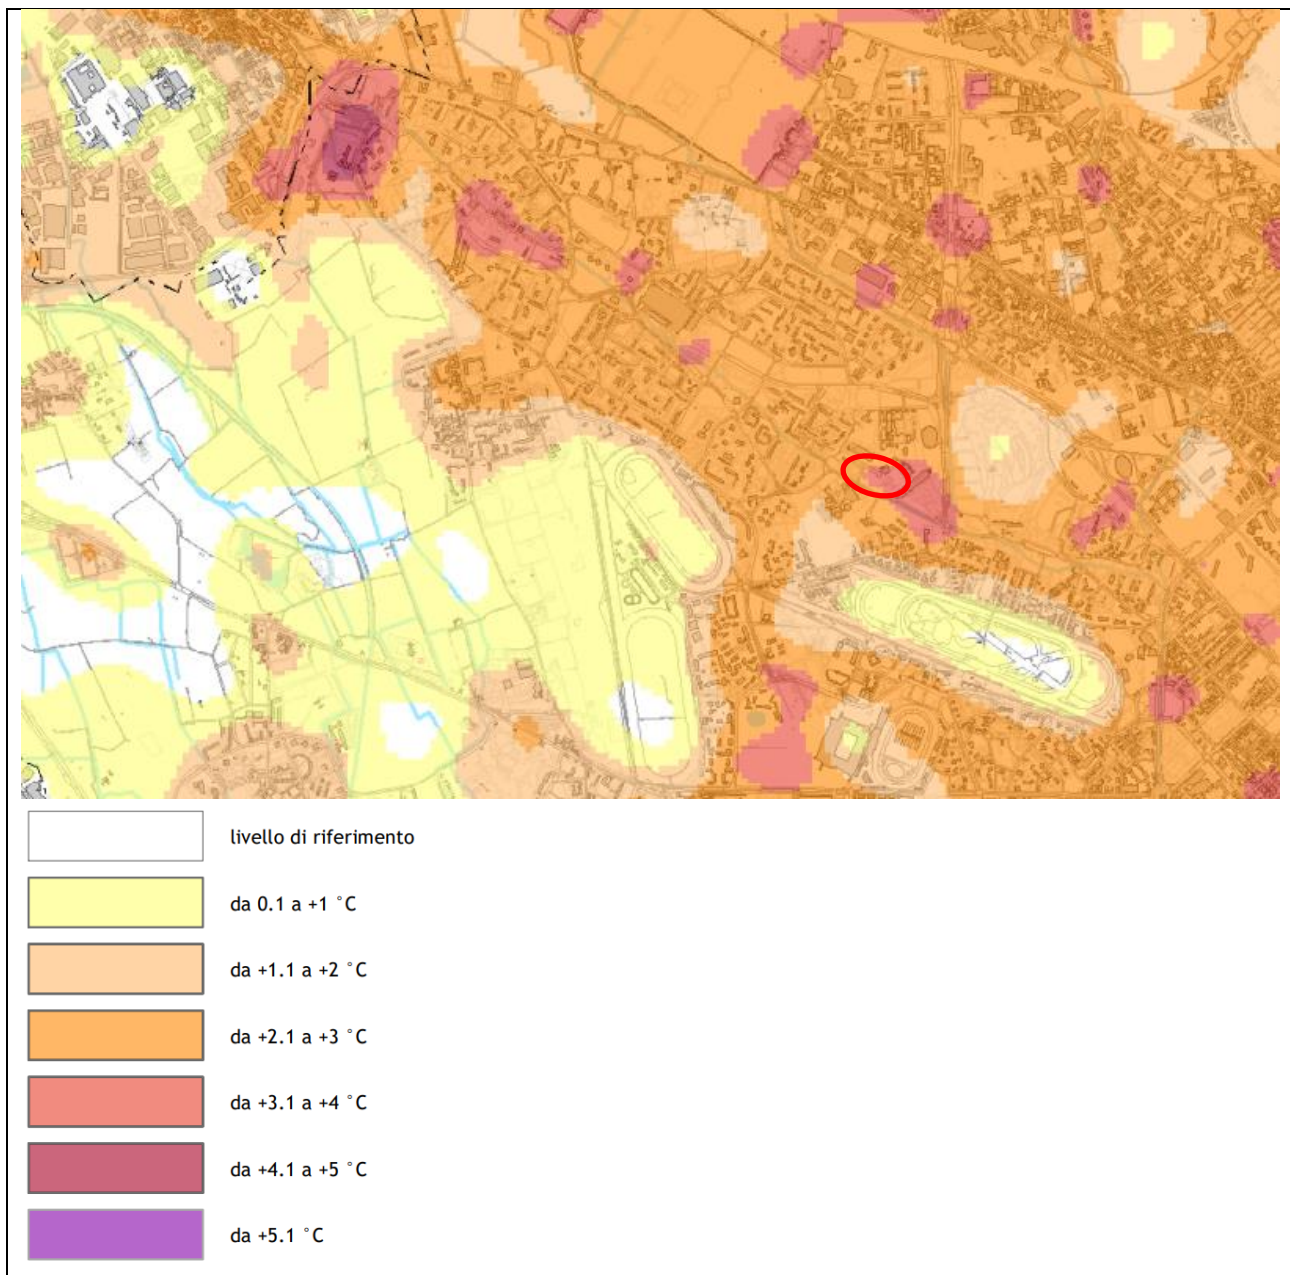 livello di riferimento
da 0.1 a +1 °C
da +1.1 a +2 °C
da +2.1 a +3 °C
da +3.1 a +4 °C
da +4.1 a +5 °C
da +5.1 °C